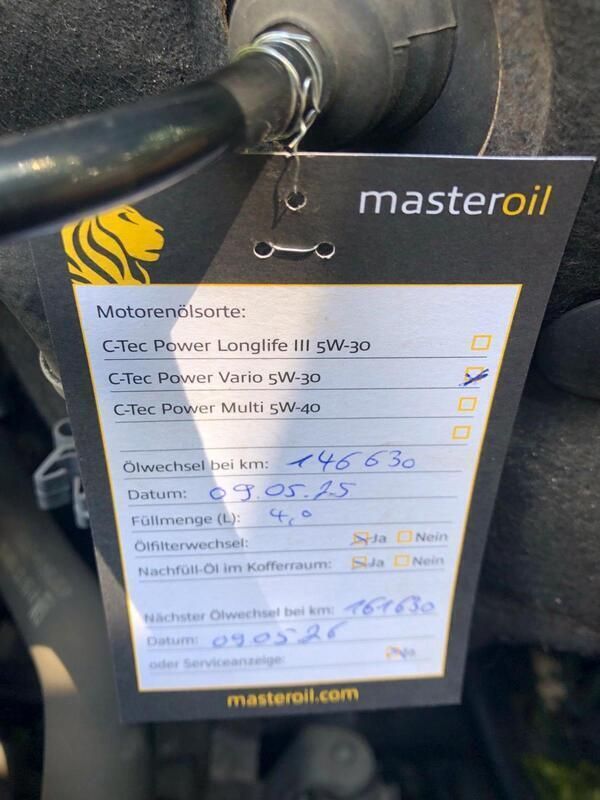 masteroil
Motorenölsorte:
C-Tec Power Longlife III 5W-30
C-Tec Power Vario 5W-30
C-Tec Power Multi 5W-40
Ölwechsel bei km: 146630
Datum: 09.05.25
Füllmenge (L): 4,0
Ölfilterwechsel: Ja Nein
Nachfüll-Öl im Kofferraum: Ja Nein
Nächster Ölwechsel bei km: 161630
Datum: 09.05.26
oder Serviceanzeige: Ja
masteroil.com